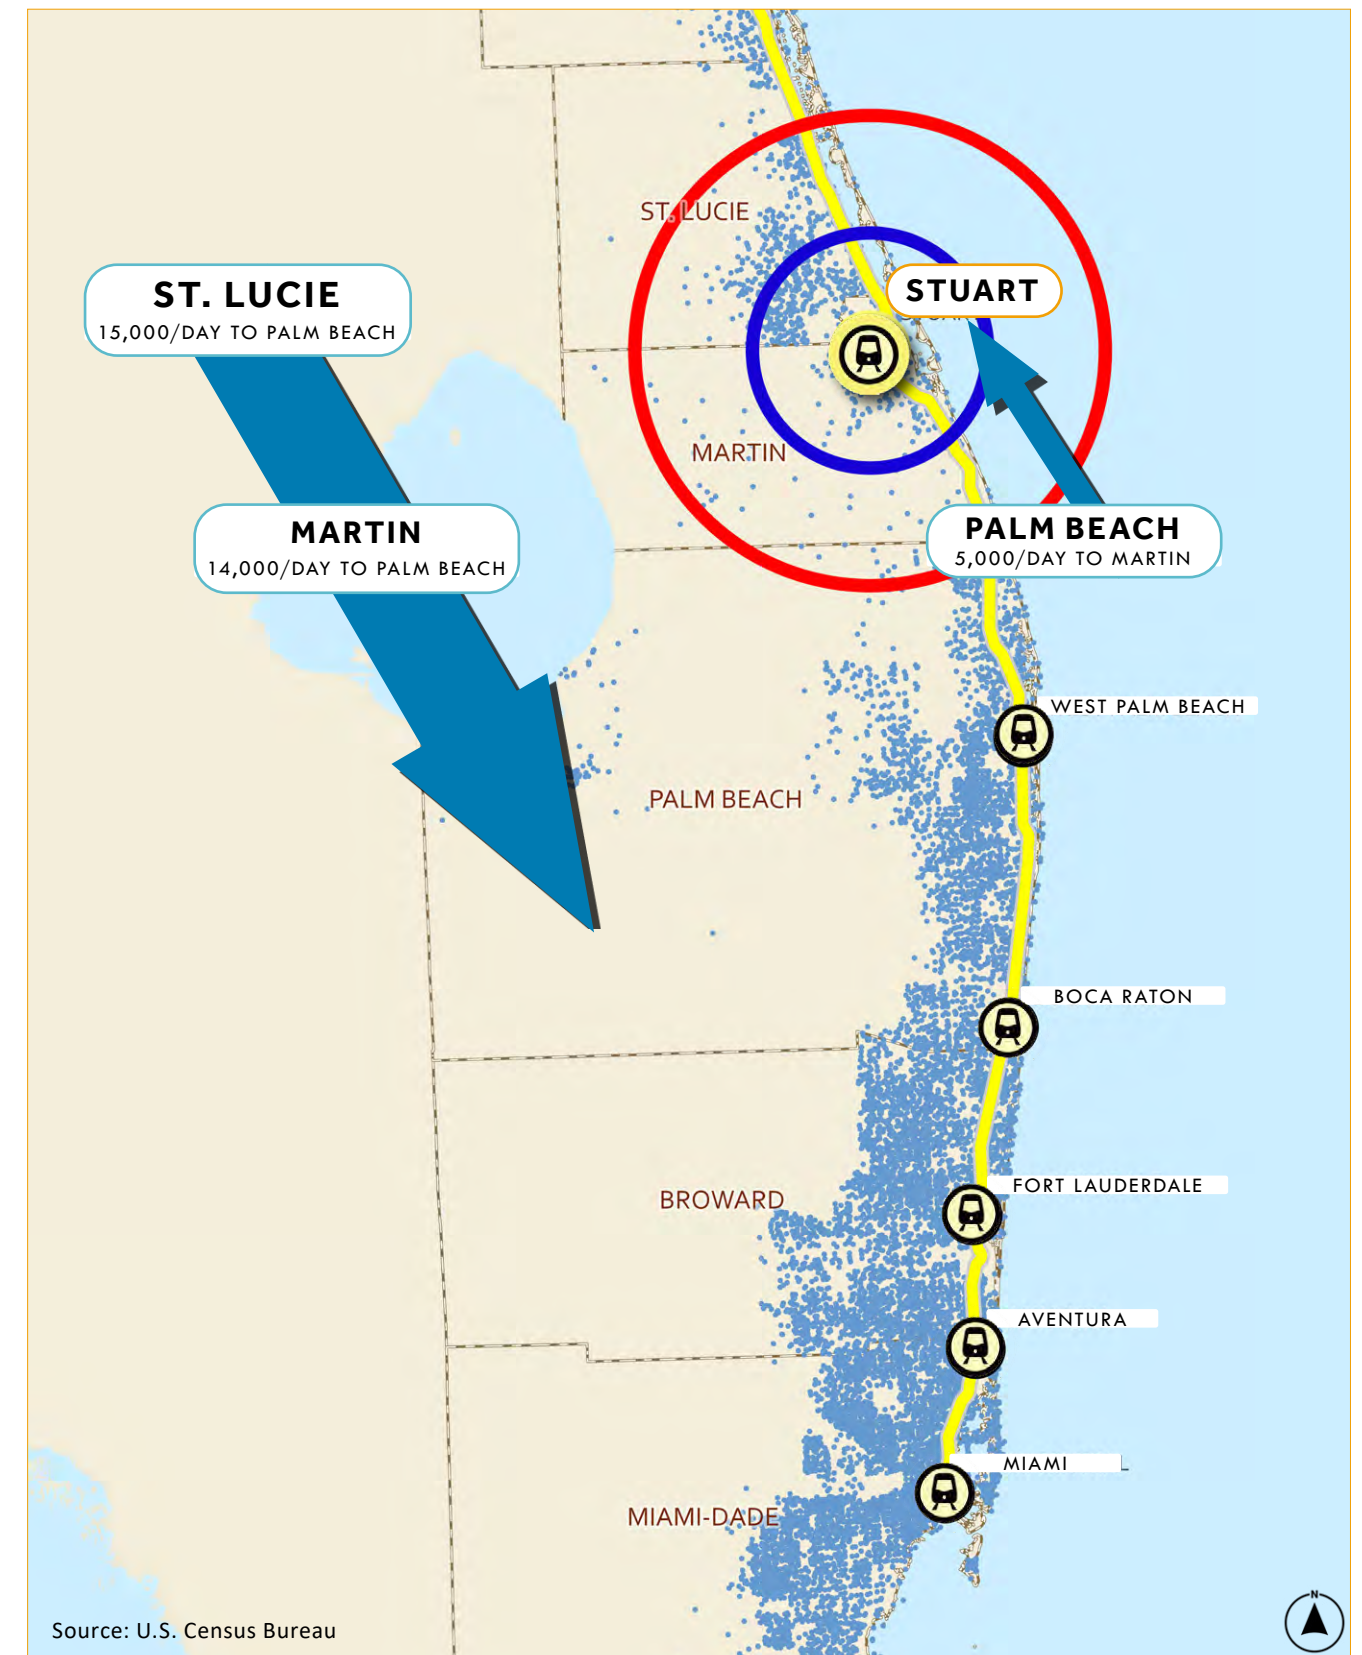 ST. LUCIE
ST. LUCIE
15,000/DAY TO PALM BEACH
STUART
MARTIN
MARTIN
14,000/DAY TO PALM BEACH
PALM BEACH
5,000/DAY TO MARTIN
WEST PALM BEACH
PALM BEACH
BOCA RATON
FORT LAUDERDALE
BROWARD
AVENTURA
MIAMI
MIAMI-DADE
Source: U.S. Census Bureau
N